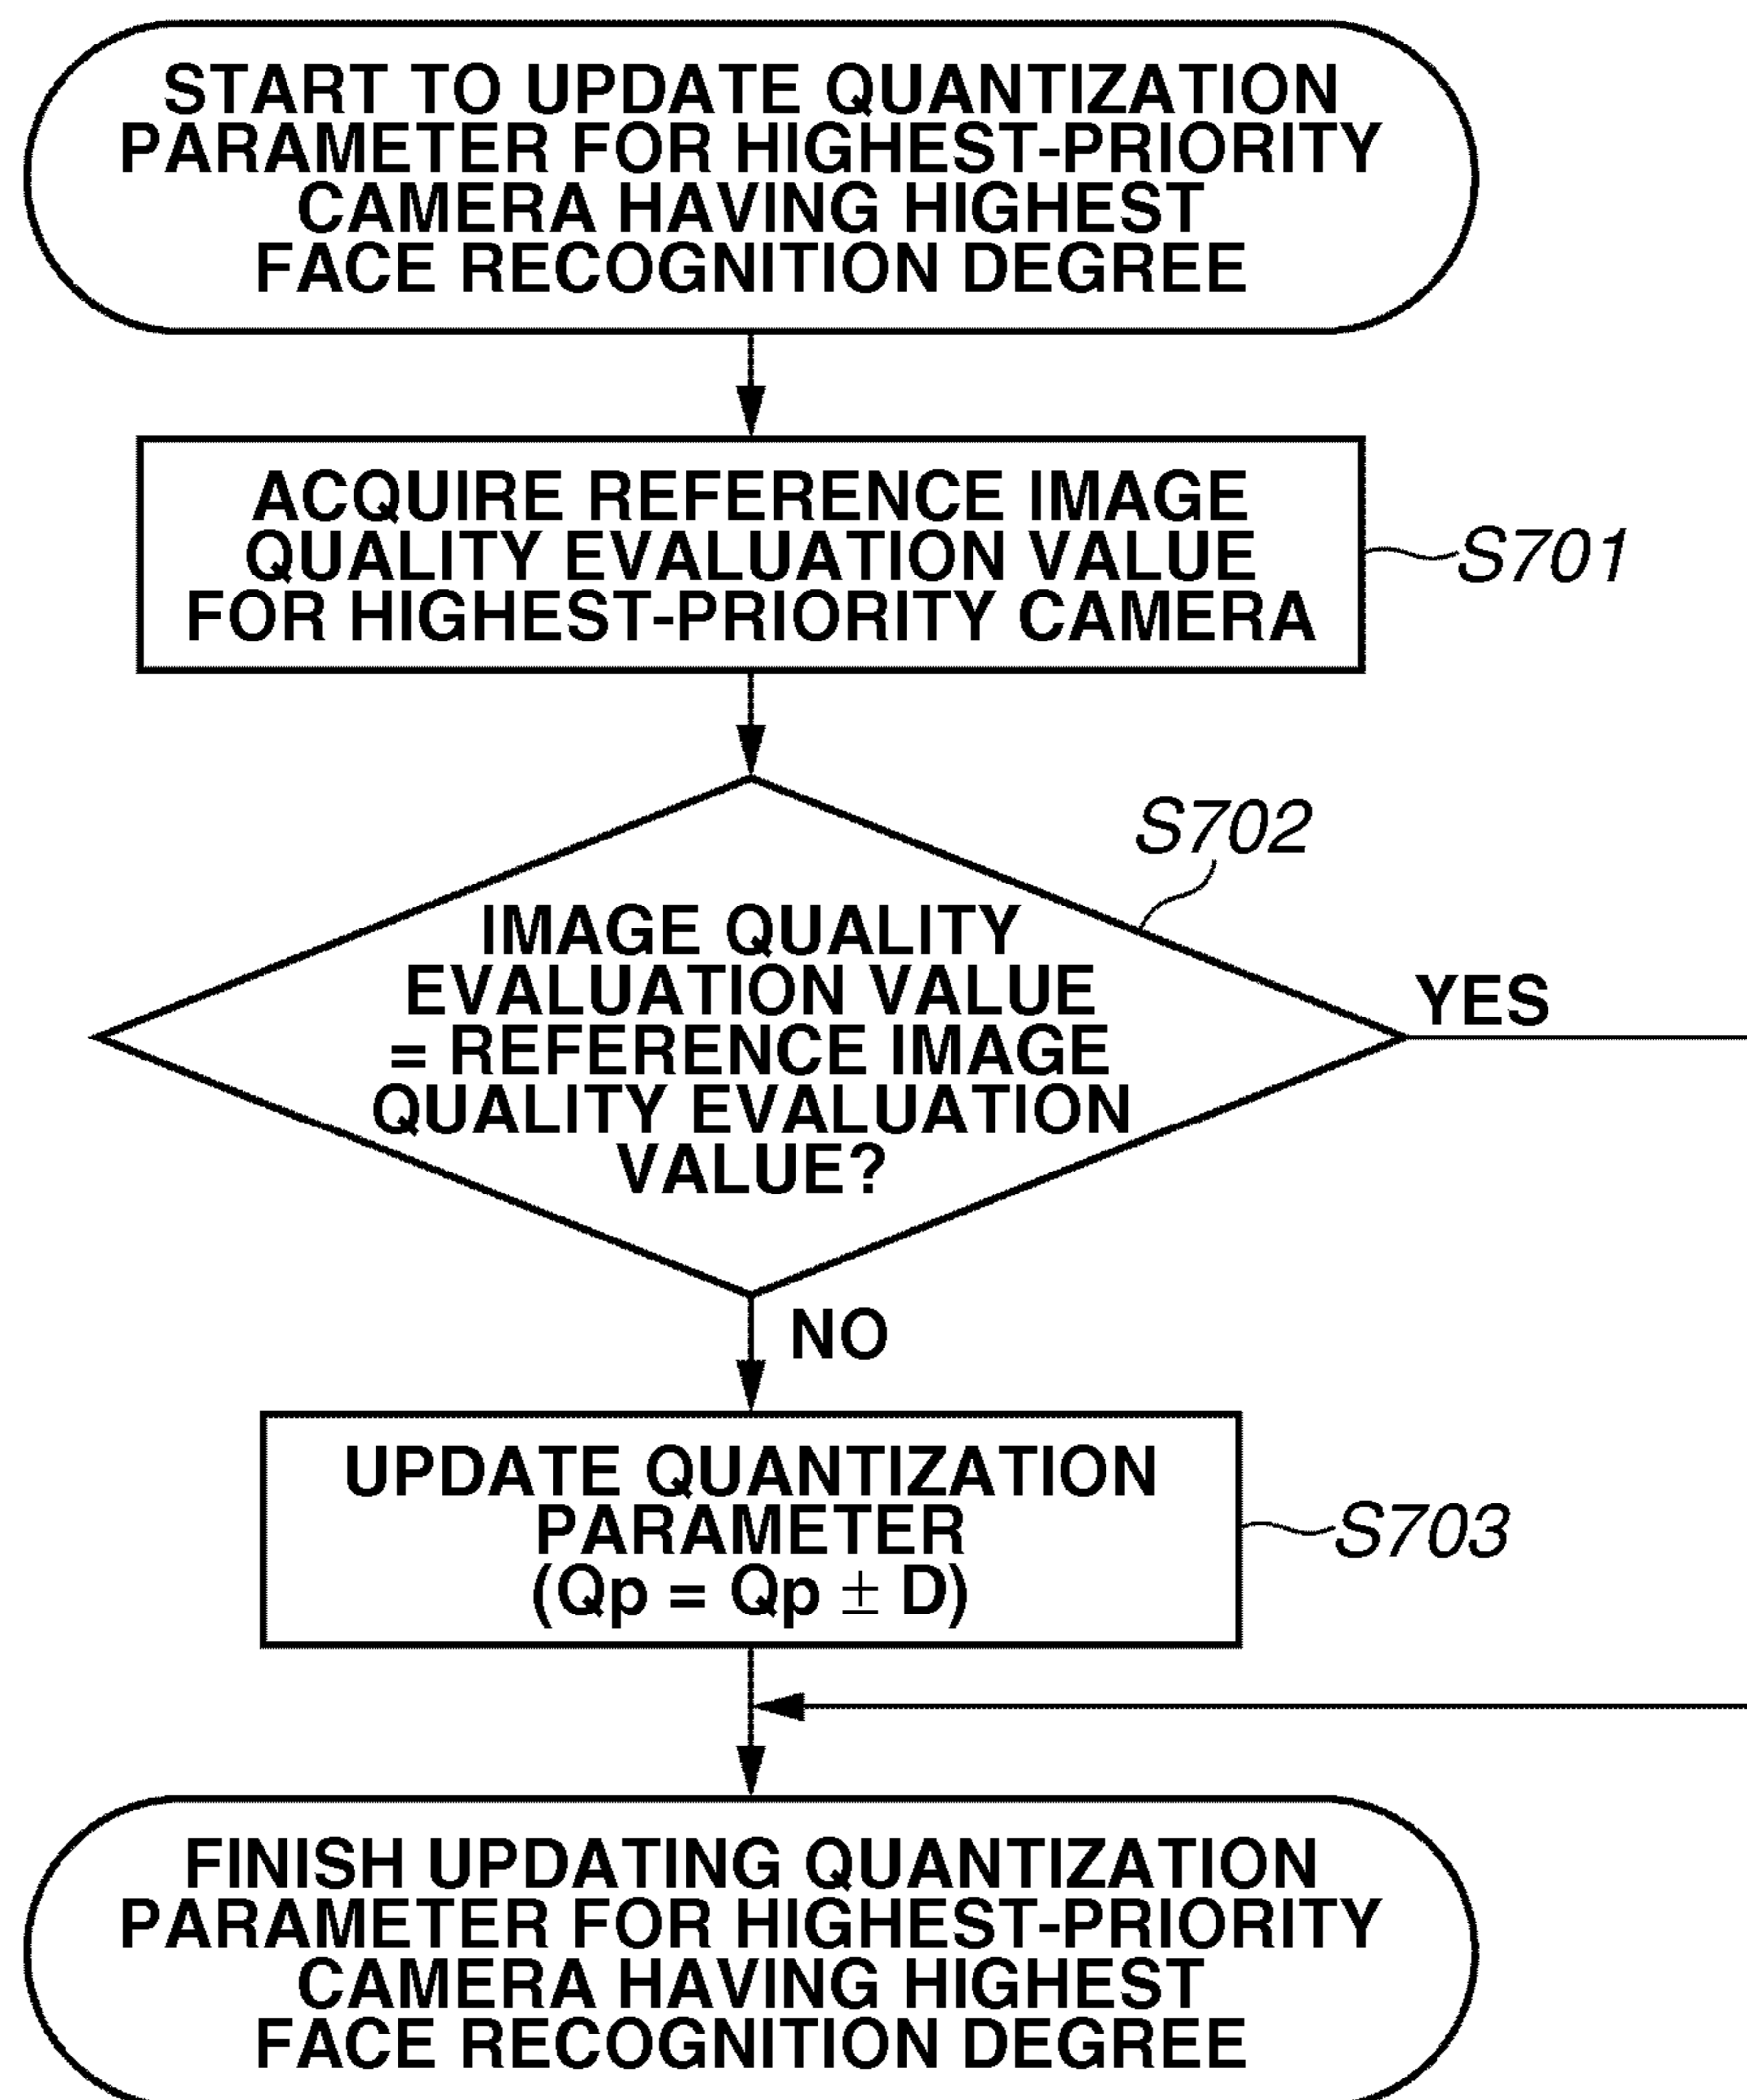 START TO UPDATE QUANTIZATION
PARAMETER FOR HIGHEST-PRIORITY
CAMERA HAVING HIGHEST
FACE RECOGNITION DEGREE
ACQUIRE REFERENCE IMAGE
QUALITY EVALUATION VALUE
FOR HIGHEST-PRIORITY CAMERA
S701
S702
IMAGE QUALITY
EVALUATION VALUE
= REFERENCE IMAGE
QUALITY EVALUATION
VALUE?
YES
NO
UPDATE QUANTIZATION
PARAMETER
(Qp = Qp ± D)
S703
FINISH UPDATING QUANTIZATION
PARAMETER FOR HIGHEST-PRIORITY
CAMERA HAVING HIGHEST
FACE RECOGNITION DEGREE